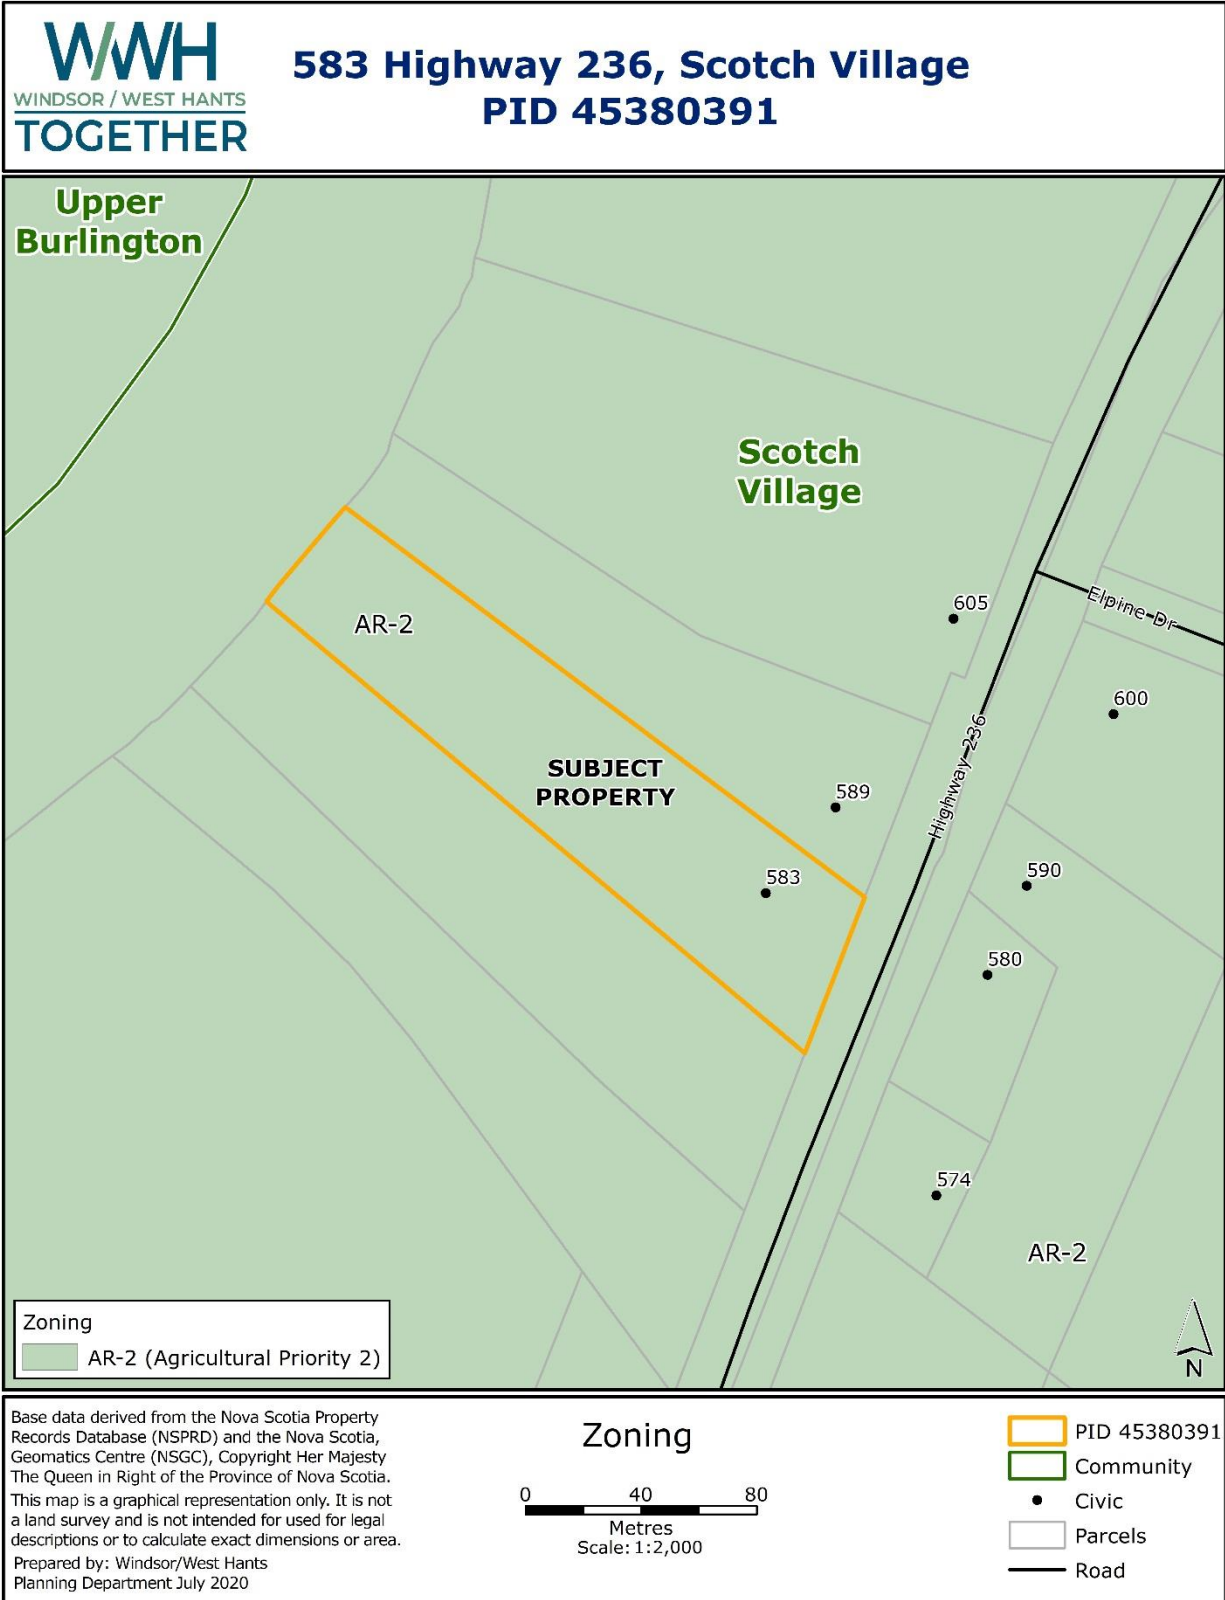 WWH
WINDSOR / WEST HANTS
TOGETHER
583 Highway 236, Scotch Village
PID 45380391
Upper
Burlington
Scotch
Village
605
Elpine Dr
AR-2
600
Highway 236
SUBJECT
PROPERTY
589
583
590
580
574
AR-2
Zoning
AR-2 (Agricultural Priority 2)
N
Base data derived from the Nova Scotia Property
Records Database (NSPRD) and the Nova Scotia,
Geomatics Centre (NSGC), Copyright Her Majesty
The Queen in Right of the Province of Nova Scotia.
This map is a graphical representation only. It is not
a land survey and is not intended for used for legal
descriptions or to calculate exact dimensions or area.
Prepared by: Windsor/West Hants
Planning Department July 2020
Zoning
0 40 80
Metres
Scale: 1:2,000
PID 45380391
Community
Civic
Parcels
Road